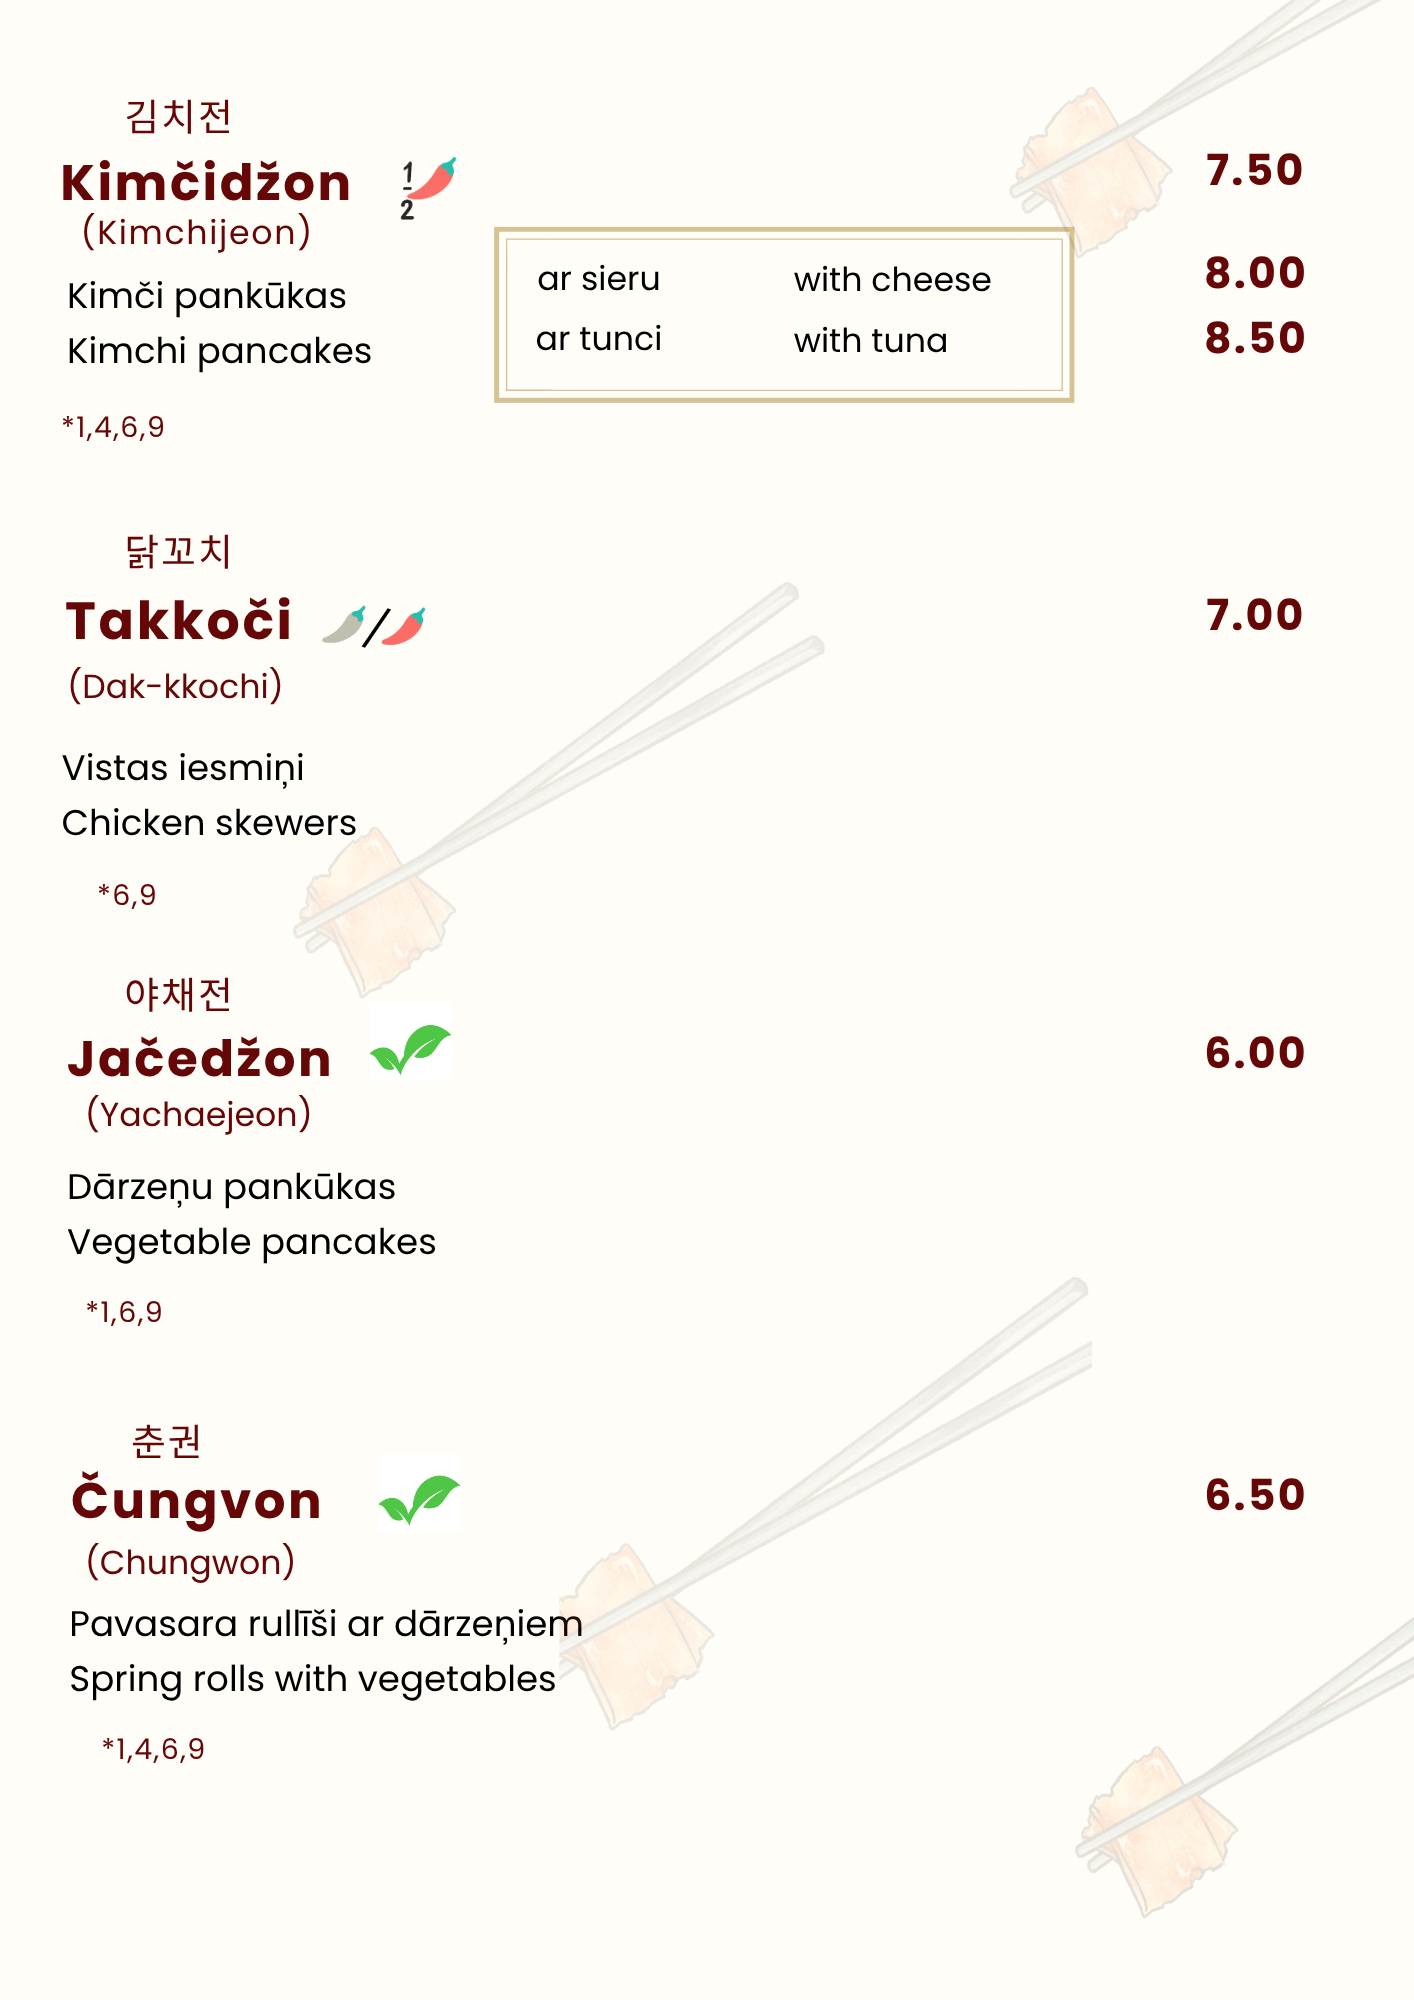 김치전
Kimčidžon 1/2 7.50
(Kimchijeon)
ar sieru with cheese 8.00
Kimči pankūkas
ar tunci with tuna 8.50
Kimchi pancakes
*1,4,6,9
닭꼬치
Takkoči / 7.00
(Dak-kkochi)
Vistas iesmiņi
Chicken skewers
*6,9
야채전
Jačedžon 6.00
(Yachaejeon)
Dārzeņu pankūkas
Vegetable pancakes
*1,6,9
춘권
Čungvon 6.50
(Chungwon)
Pavasara rullīši ar dārzeņiem
Spring rolls with vegetables
*1,4,6,9